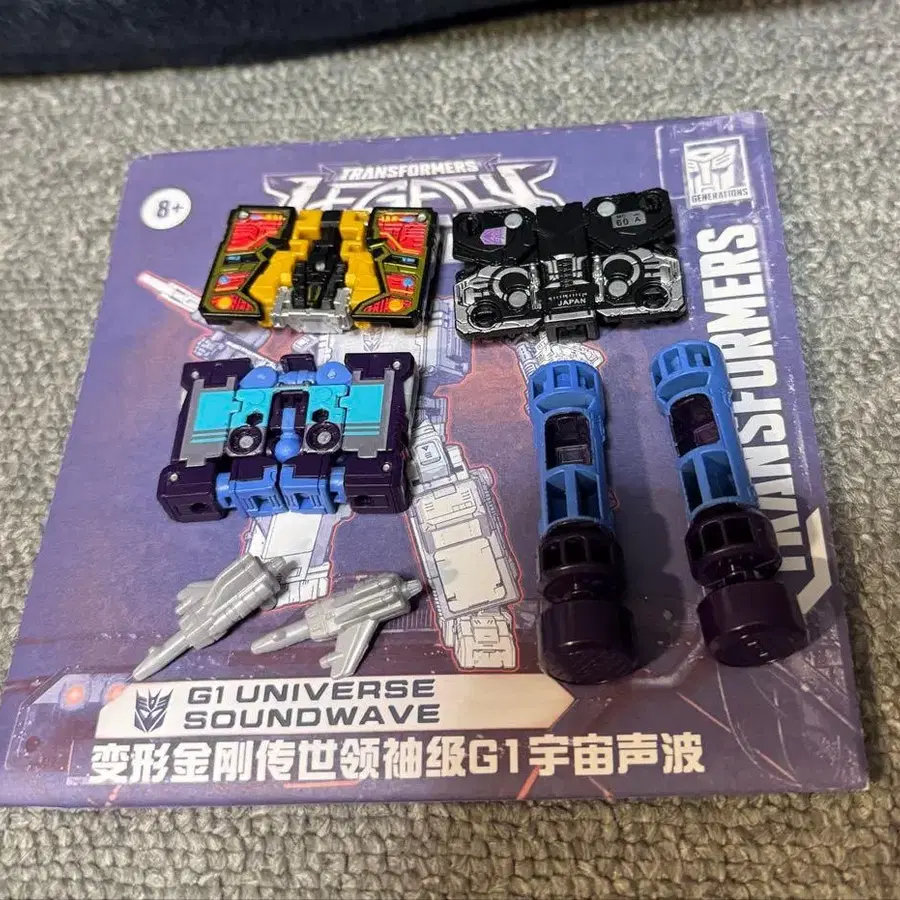 TRANSFORMERS
LEGACY
8+
GENERATIONS
TRANSFORMERS
60 A
JAPAN
G1 UNIVERSE
SOUNDWAVE
变形金刚传世领袖级G1宇宙声波